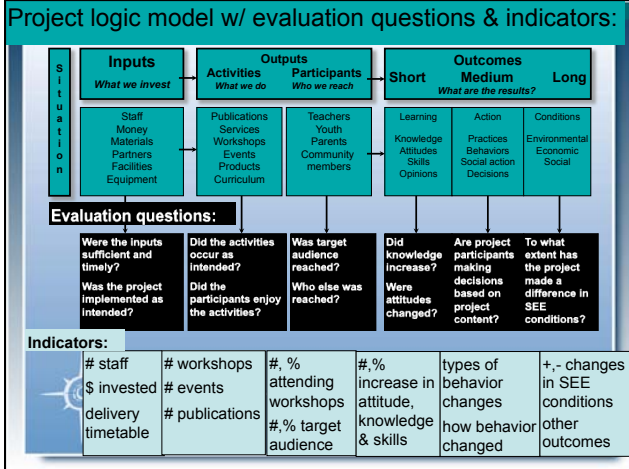 Project logic model w/ evaluation questions & indicators:
Situation
Inputs
What we invest
Outputs
Activities
What we do
Participants
Who we reach
Outcomes
Short
Medium
Long
What are the results?
Staff
Money
Materials
Partners
Facilities
Equipment
Publications
Services
Workshops
Events
Products
Curriculum
Teachers
Youth
Parents
Community
members
Learning
Knowledge
Attitudes
Skills
Opinions
Action
Practices
Behaviors
Social action
Decisions
Conditions
Environmental
Economic
Social
Evaluation questions:
Were the inputs
sufficient and
timely?
Was the project
implemented as
intended?
Did the activities
occur as
intended?
Did the
participants enjoy
the activities?
Was target
audience
reached?
Who else was
reached?
Did
knowledge
increase?
Were
attitudes
changed?
Are project
participants
making
decisions
based on
project
content?
To what
extent has
the project
made a
difference in
SEE
conditions?
Indicators:
# staff
$ invested
delivery
timetable
# workshops
# events
# publications
#, %
attending
workshops
#,% target
audience
#,%
increase in
attitude,
knowledge
& skills
types of
behavior
changes
how behavior
changed
+,- changes
in SEE
conditions
other
outcomes